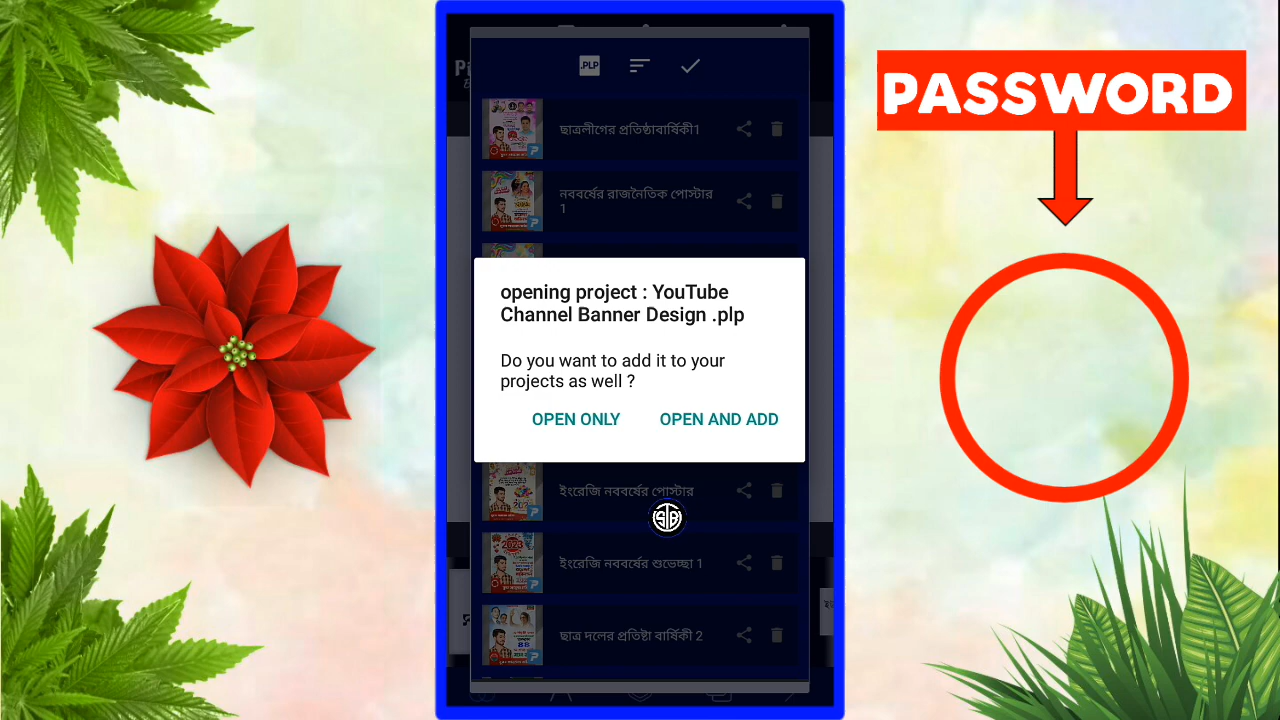 .PLP
PASSWORD
ছাত্রলীগের প্রতিষ্ঠাবার্ষিকী1
নববর্ষের রাজনৈতিক পোস্টার
1
opening project : YouTube
Channel Banner Design .plp
Do you want to add it to your
projects as well ?
OPEN ONLY OPEN AND ADD
ইংরেজি নববর্ষের পোস্টার
STB
ইংরেজি নববর্ষের শুভেচ্ছা 1
ছাত্র দলের প্রতিষ্টা বার্ষিকী 2